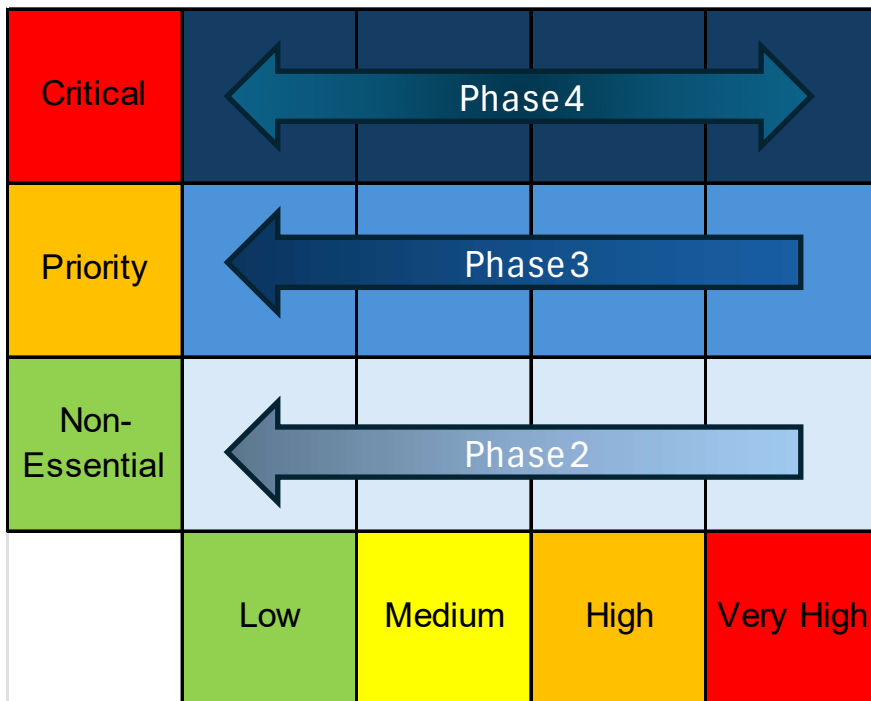 Critical
Phase 4
Priority
Phase 3
Non-
Essential
Phase 2
Low
Medium
High
Very High